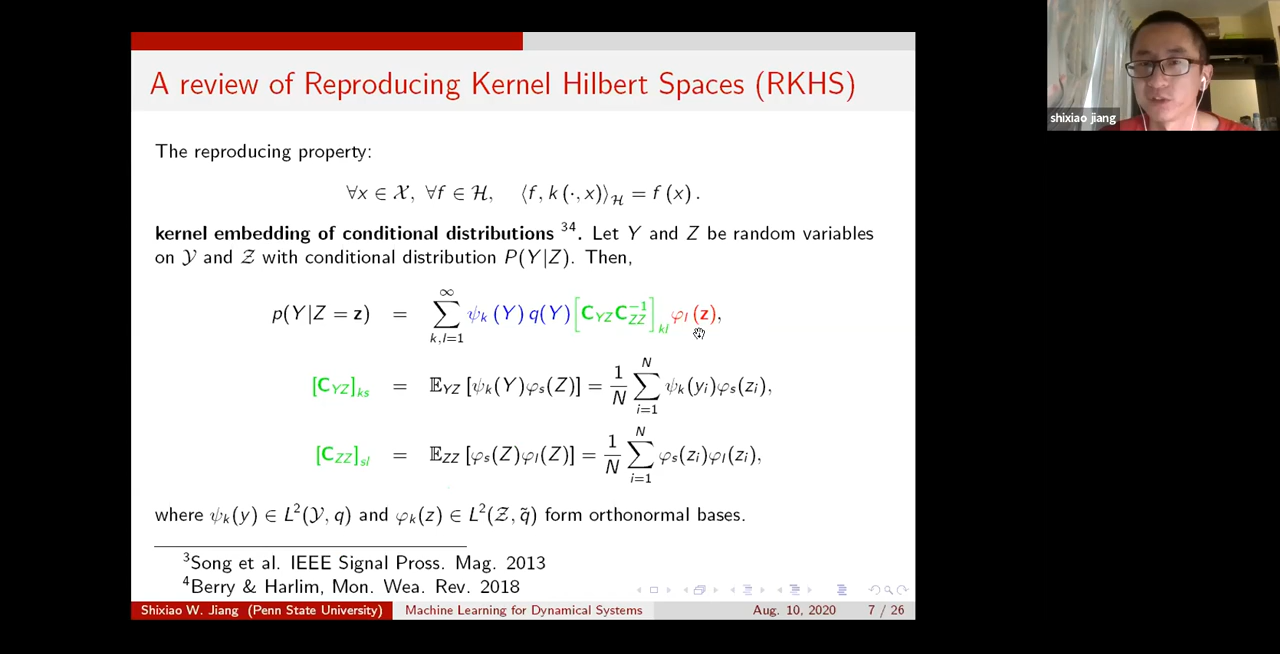 A review of Reproducing Kernel Hilbert Spaces (RKHS)
shixiao jiang
The reproducing property:
∀x ∈ 𝒳, ∀f ∈ ℋ, ⟨f, k (·, x)⟩_ℋ = f (x) .
kernel embedding of conditional distributions ³⁴. Let Y and Z be random variables
on 𝒴 and 𝒵 with conditional distribution P(Y|Z). Then,
p(Y|Z = z) = ∑_{k,l=1}^{∞} ψ_k (Y) q(Y) [C_{YZ} C_{ZZ}^{-1}]_{kl} φ_l (z),
[C_{YZ}]_{ks} = 𝔼_{YZ} [ψ_k(Y)φ_s(Z)] = 1/N ∑_{i=1}^{N} ψ_k(y_i)φ_s(z_i),
[C_{ZZ}]_{sl} = 𝔼_{ZZ} [φ_s(Z)φ_l(Z)] = 1/N ∑_{i=1}^{N} φ_s(z_i)φ_l(z_i),
where ψ_k(y) ∈ L²(𝒴, q) and φ_k(z) ∈ L²(𝒵, q̃) form orthonormal bases.
³Song et al. IEEE Signal Pross. Mag. 2013
⁴Berry & Harlim, Mon. Wea. Rev. 2018
Shixiao W. Jiang (Penn State University) Machine Learning for Dynamical Systems Aug. 10, 2020 7 / 26